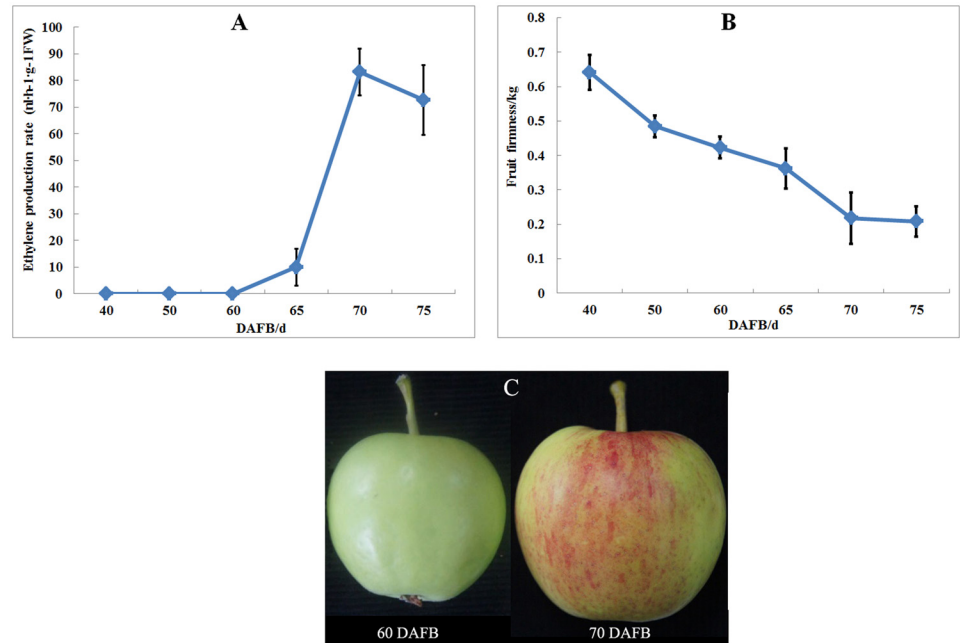 A
Ethylene production rate (nl·h-1·g-1FW)
100
90
80
70
60
50
40
30
20
10
0
40 50 60 65 70 75
DAFB/d
B
Fruit firmness/kg
0.8
0.7
0.6
0.5
0.4
0.3
0.2
0.1
0
40 50 60 65 70 75
DAFB/d
C
60 DAFB
70 DAFB